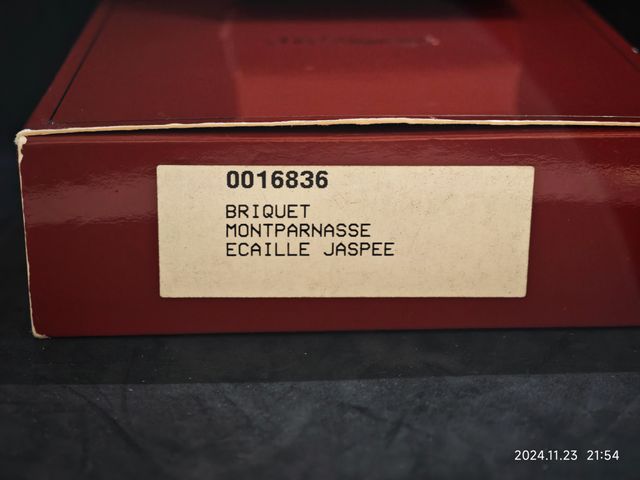 0016836
BRIQUET
MONTPARNASSE
ECAILLE JASPEE
2024.11.23 21:54